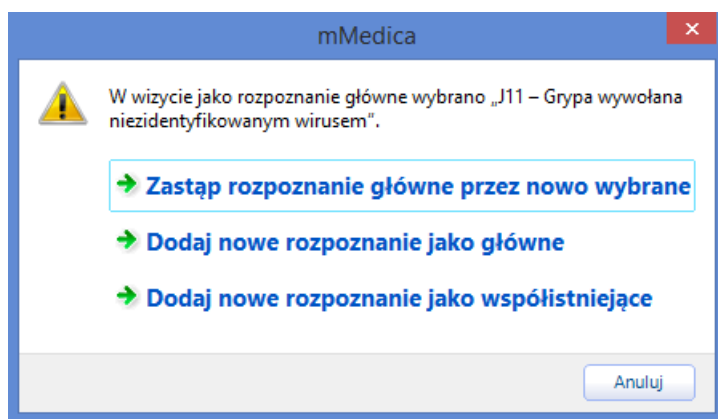 mMedica
W wizycie jako rozpoznanie główne wybrano „J11 – Grypa wywołana
niezidentyfikowanym wirusem”.
Zastąp rozpoznanie główne przez nowo wybrane
Dodaj nowe rozpoznanie jako główne
Dodaj nowe rozpoznanie jako współistniejące
Anuluj